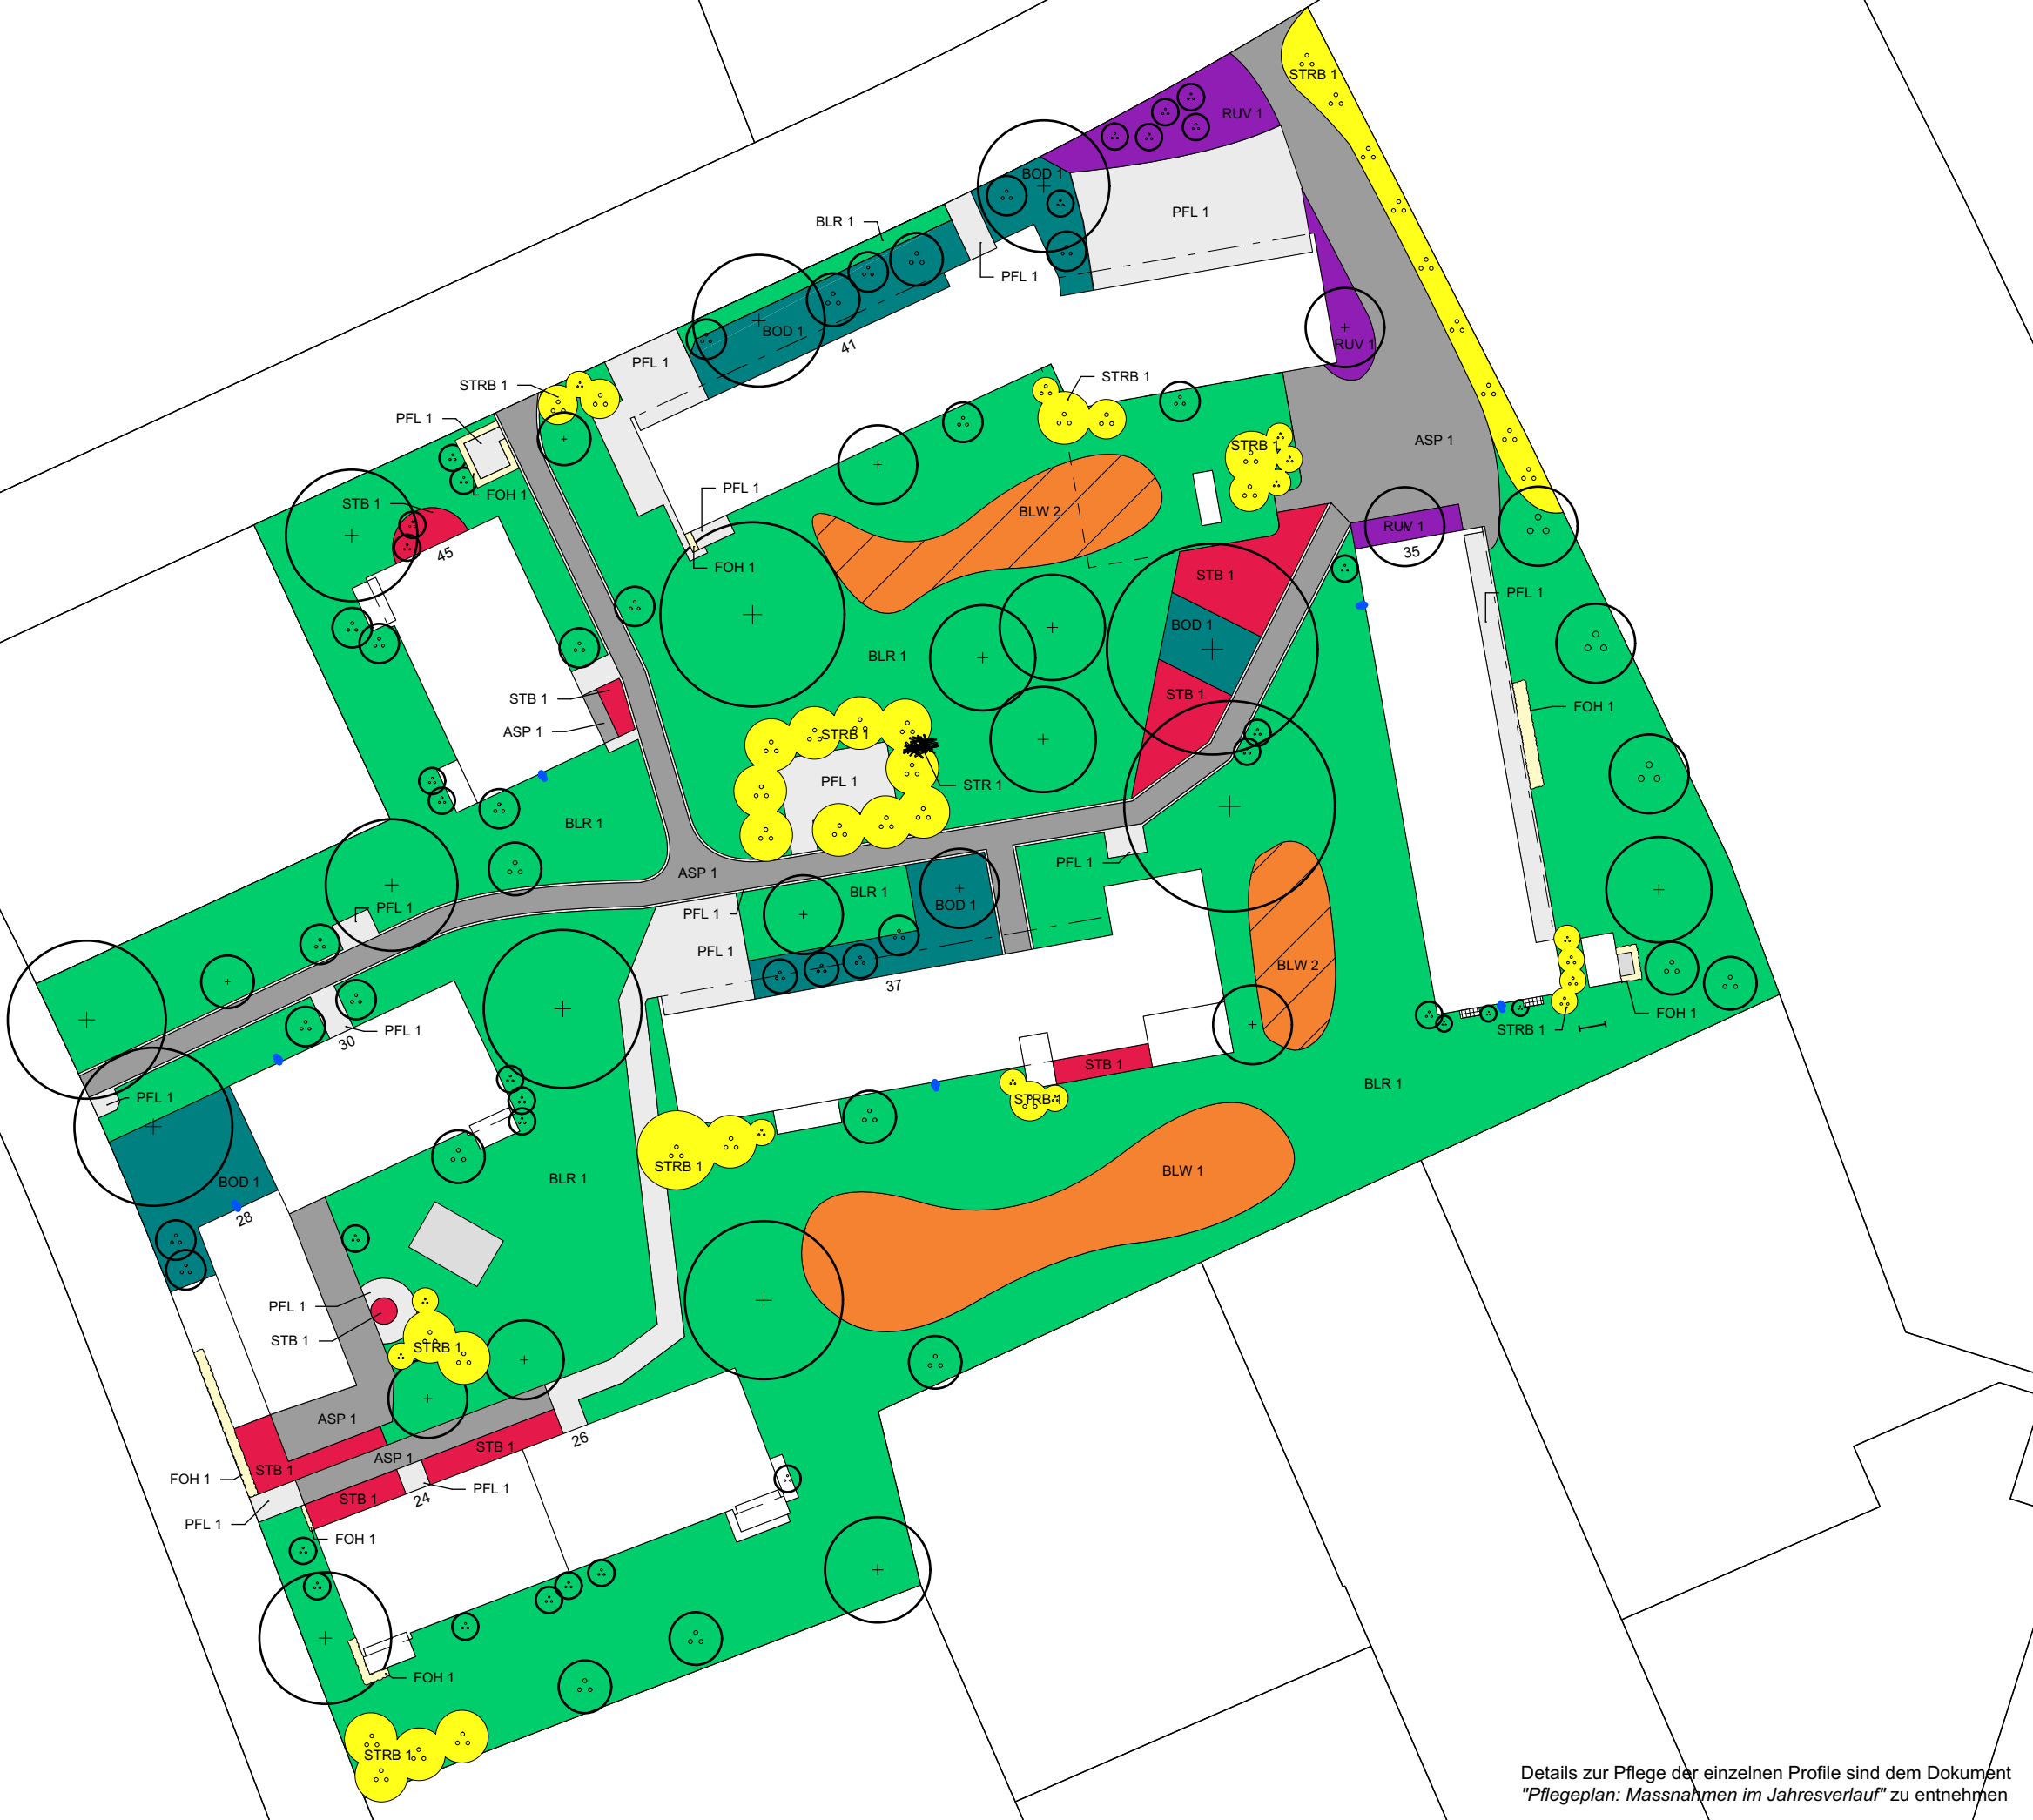 STRB 1
RUV 1
BOD 1
PFL 1
BLR 1
PFL 1
BOD 1
41
RUV 1
PFL 1
STRB 1
STRB 1
PFL 1
ASP 1
STRB 1
FOH 1
PFL 1
STB 1
BLW 2
RUV 1
45
35
FOH 1
STB 1
PFL 1
BOD 1
BLR 1
STB 1
STB 1
FOH 1
ASP 1
STRB 1
PFL 1
STR 1
BLR 1
PFL 1
ASP 1
BLR 1
BOD 1
PFL 1
PFL 1
PFL 1
BLW 2
37
FOH 1
PFL 1
STRB 1
30
STB 1
BLR 1
PFL 1
STRB 1
STRB 1
BLW 1
BLR 1
BOD 1
28
PFL 1
STB 1
STRB 1
ASP 1
26
STB 1
ASP 1
STB 1
FOH 1
PFL 1
STB 1
24
PFL 1
FOH 1
FOH 1
STRB 1
Details zur Pflege der einzelnen Profile sind dem Dokument
"Pflegeplan: Massnahmen im Jahresverlauf" zu entnehmen